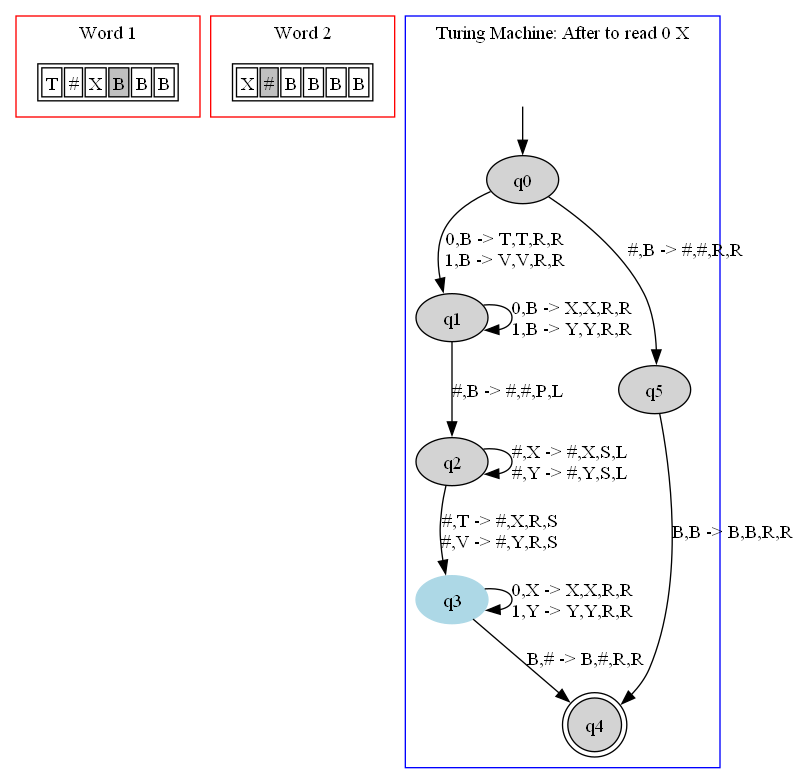 Word 1
T # X B B B
Word 2
X # B B B B
Turing Machine: After to read 0 X
q0
0,B -> T,T,R,R
1,B -> V,V,R,R
#,B -> #,#,R,R
q1
0,B -> X,X,R,R
1,B -> Y,Y,R,R
#,B -> #,#,P,L
q5
q2
#,X -> #,X,S,L
#,Y -> #,Y,S,L
#,T -> #,X,R,S
#,V -> #,Y,R,S
B,B -> B,B,R,R
q3
0,X -> X,X,R,R
1,Y -> Y,Y,R,R
B,# -> B,#,R,R
q4